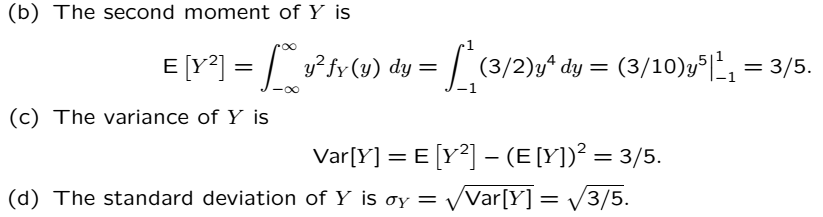 (b) The second moment of Y is
E [Y²] = ∫_{-∞}^{∞} y² f_Y(y) dy = ∫_{-1}^{1} (3/2)y⁴ dy = (3/10)y⁵|_{-1}^{1} = 3/5.
(c) The variance of Y is
Var[Y] = E [Y²] − (E [Y])² = 3/5.
(d) The standard deviation of Y is σ_Y = √Var[Y] = √3/5.